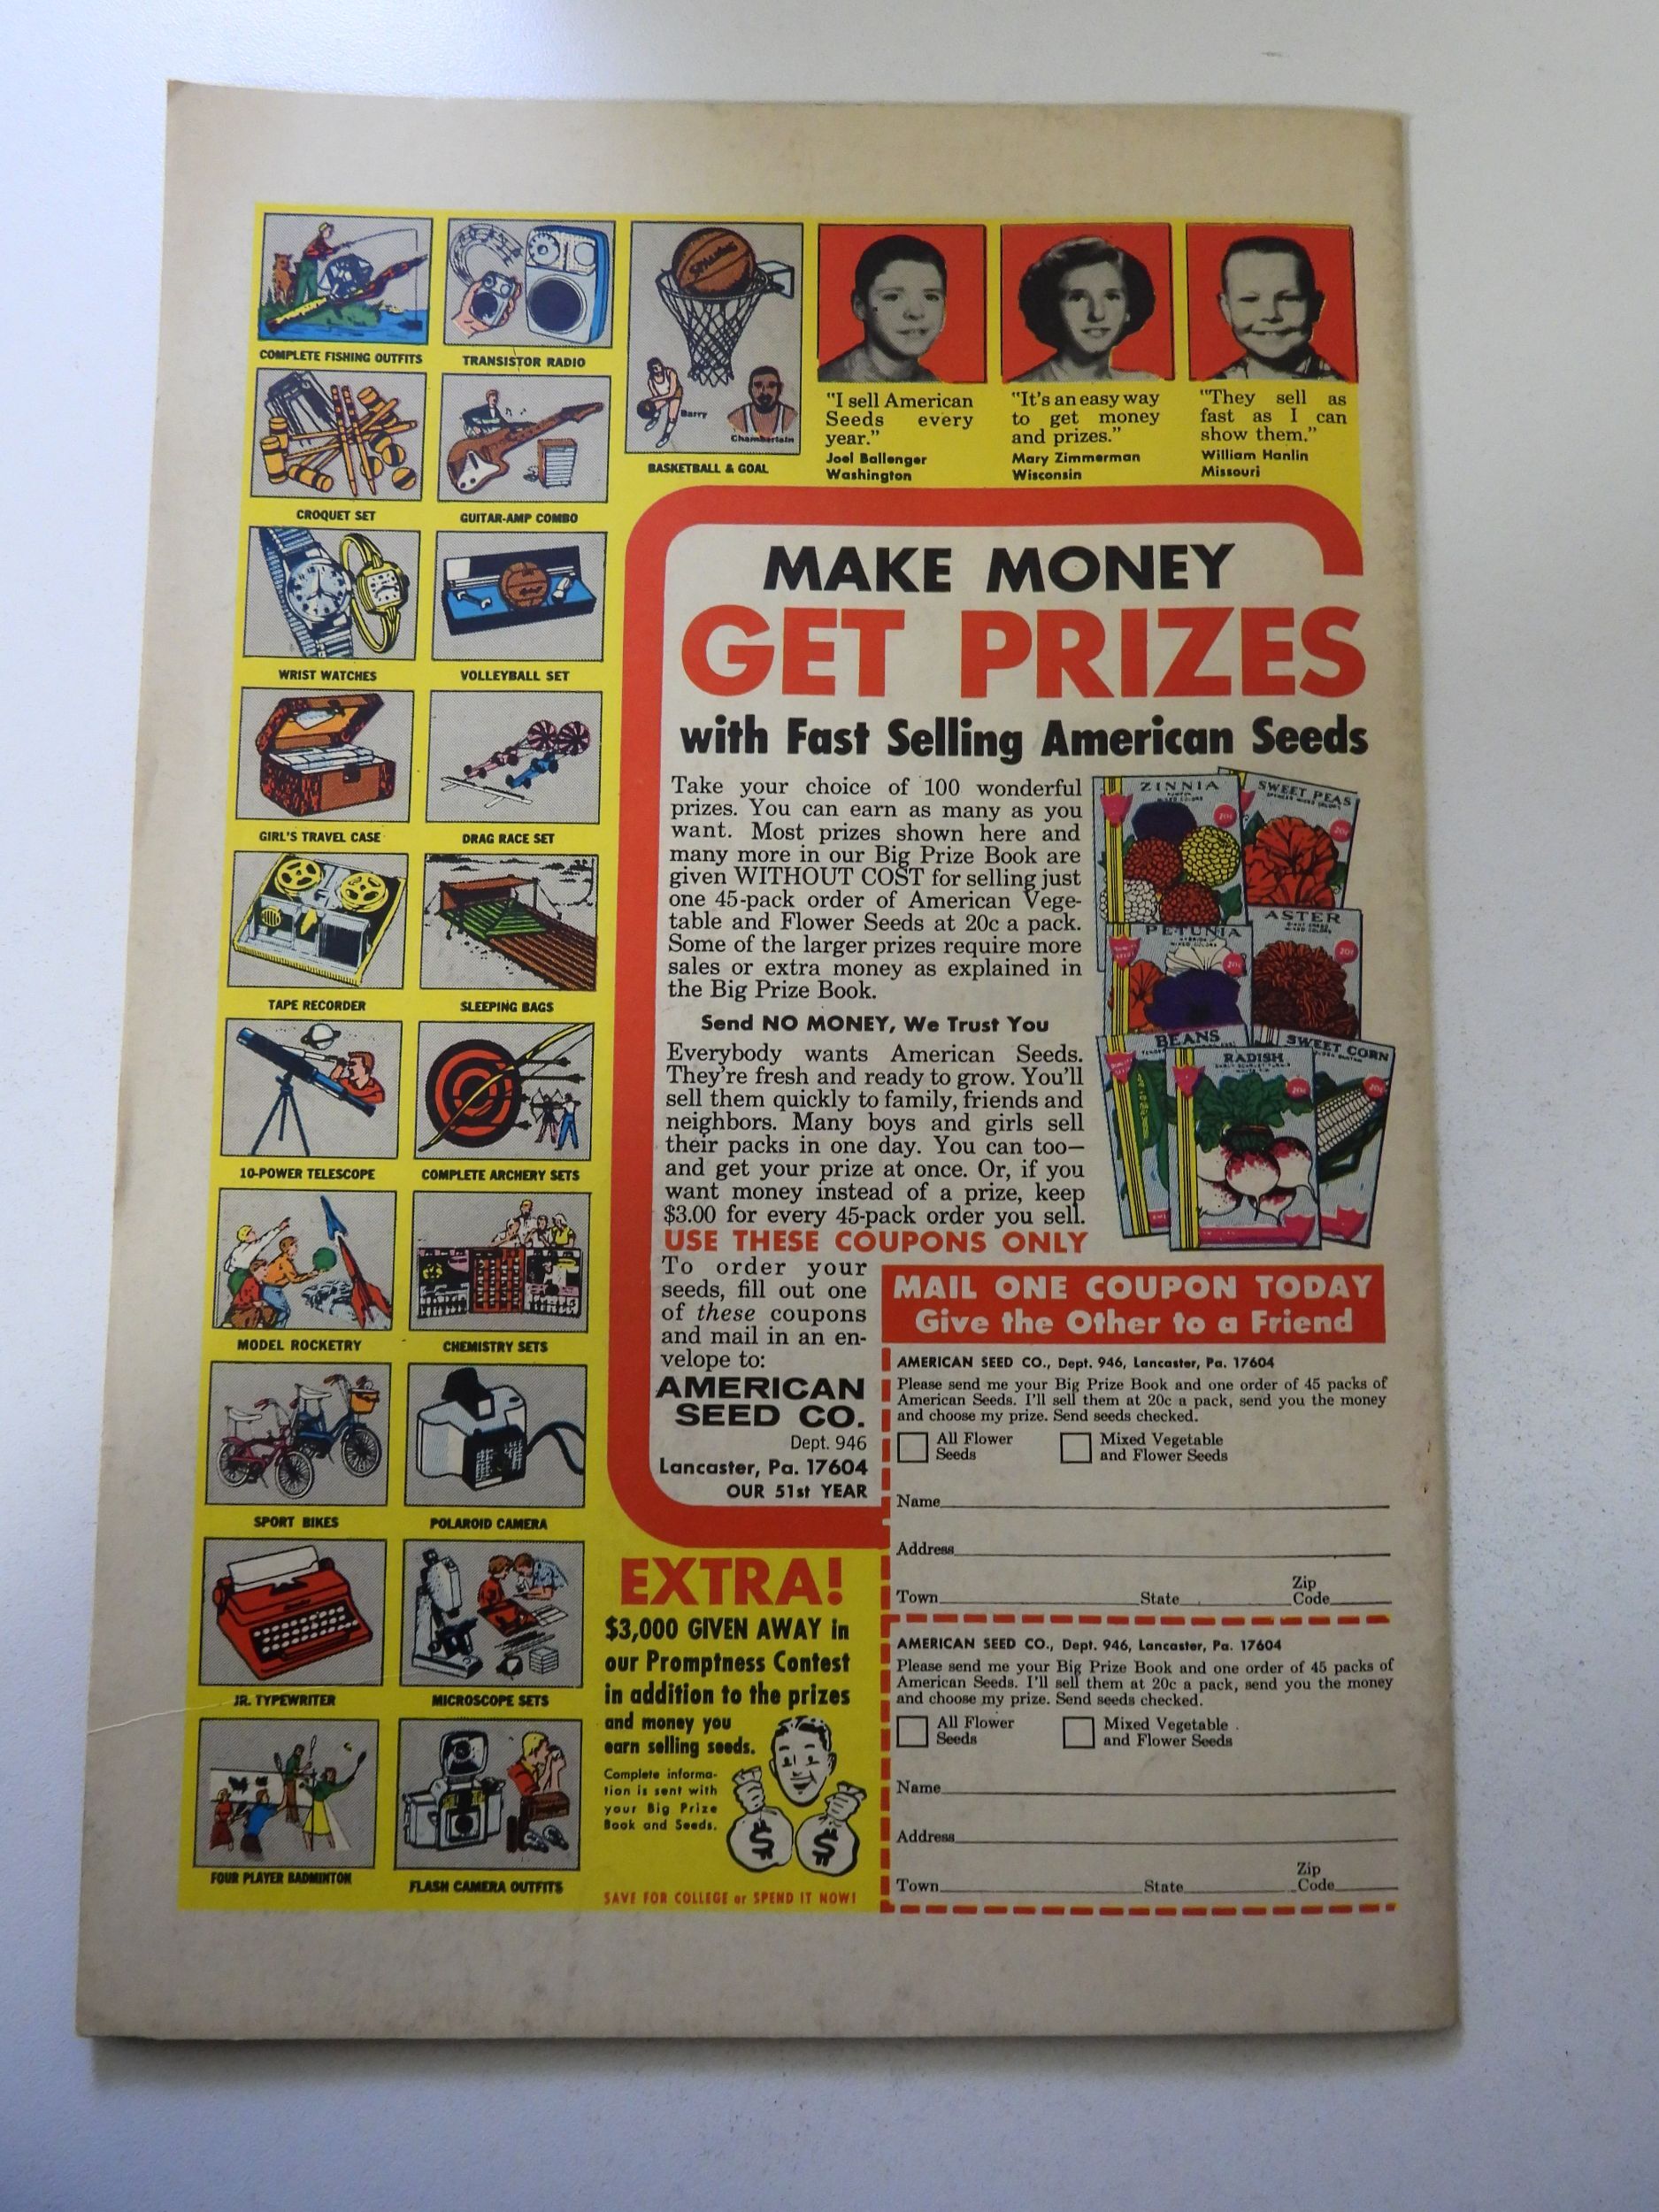 COMPLETE FISHING OUTFITS
TRANSISTOR RADIO
Spalding
Barry
Chamberlain
BASKETBALL & GOAL
CROQUET SET
GUITAR-AMP COMBO
WRIST WATCHES
VOLLEYBALL SET
GIRL'S TRAVEL CASE
DRAG RACE SET
TAPE RECORDER
SLEEPING BAGS
10-POWER TELESCOPE
COMPLETE ARCHERY SETS
MODEL ROCKETRY
CHEMISTRY SETS
SPORT BIKES
POLAROID CAMERA
JR. TYPEWRITER
MICROSCOPE SETS
FOUR PLAYER BADMINTON
FLASH CAMERA OUTFITS
"I sell American
Seeds every
year."
Joel Ballenger
Washington
"It's an easy way
to get money
and prizes."
Mary Zimmerman
Wisconsin
"They sell as
fast as I can
show them."
William Hanlin
Missouri
MAKE MONEY
GET PRIZES
with Fast Selling American Seeds
Take your choice of 100 wonderful
prizes. You can earn as many as you
want. Most prizes shown here and
many more in our Big Prize Book are
given WITHOUT COST for selling just
one 45-pack order of American Vege-
table and Flower Seeds at 20c a pack.
Some of the larger prizes require more
sales or extra money as explained in
the Big Prize Book.
Send NO MONEY, We Trust You
Everybody wants American Seeds.
They're fresh and ready to grow. You'll
sell them quickly to family, friends and
neighbors. Many boys and girls sell
their packs in one day. You can too—
and get your prize at once. Or, if you
want money instead of a prize, keep
$3.00 for every 45-pack order you sell.
USE THESE COUPONS ONLY
To order your
seeds, fill out one
of these coupons
and mail in an en-
velope to:
AMERICAN
SEED CO.
Dept. 946
Lancaster, Pa. 17604
OUR 51st YEAR
ZINNIA
MIXED COLORS
20¢
SWEET PEAS
20¢
PETUNIA
MIXED COLORS
20¢
ASTER
MIXED COLORS
20¢
BEANS
RADISH
20¢
SWEET CORN
20¢
MAIL ONE COUPON TODAY
Give the Other to a Friend
AMERICAN SEED CO., Dept. 946, Lancaster, Pa. 17604
Please send me your Big Prize Book and one order of 45 packs of
American Seeds. I'll sell them at 20c a pack, send you the money
and choose my prize. Send seeds checked.
All Flower
Seeds
Mixed Vegetable
and Flower Seeds
Name
Address
Town State Zip
Code
AMERICAN SEED CO., Dept. 946, Lancaster, Pa. 17604
Please send me your Big Prize Book and one order of 45 packs of
American Seeds. I'll sell them at 20c a pack, send you the money
and choose my prize. Send seeds checked.
All Flower
Seeds
Mixed Vegetable
and Flower Seeds
Name
Address
Town State Zip
Code
EXTRA!
$3,000 GIVEN AWAY in
our Promptness Contest
in addition to the prizes
and money you
earn selling seeds.
Complete informa-
tion is sent with
your Big Prize
Book and Seeds.
$ $
SAVE FOR COLLEGE or SPEND IT NOW!